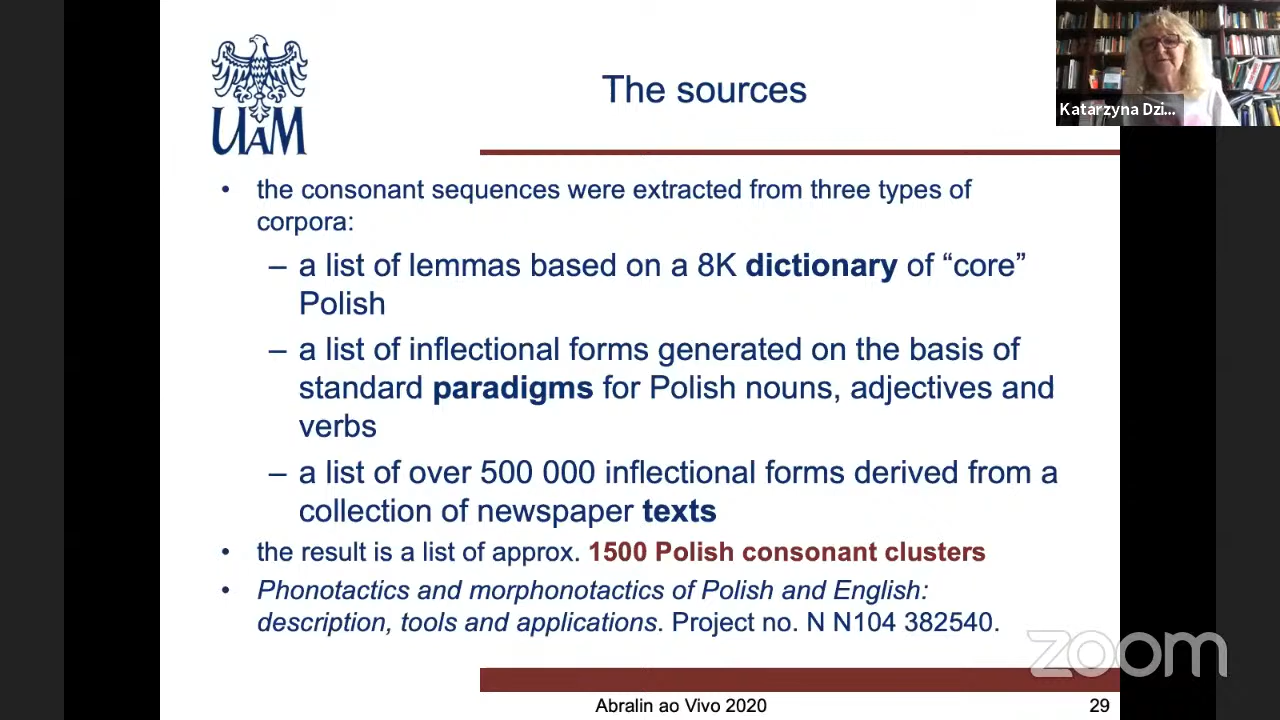 UAM
The sources
Katarzyna Dzi...
• the consonant sequences were extracted from three types of
corpora:
– a list of lemmas based on a 8K dictionary of “core”
Polish
– a list of inflectional forms generated on the basis of
standard paradigms for Polish nouns, adjectives and
verbs
– a list of over 500 000 inflectional forms derived from a
collection of newspaper texts
• the result is a list of approx. 1500 Polish consonant clusters
• Phonotactics and morphonotactics of Polish and English:
description, tools and applications. Project no. N N104 382540.
zoom
Abralin ao Vivo 2020
29